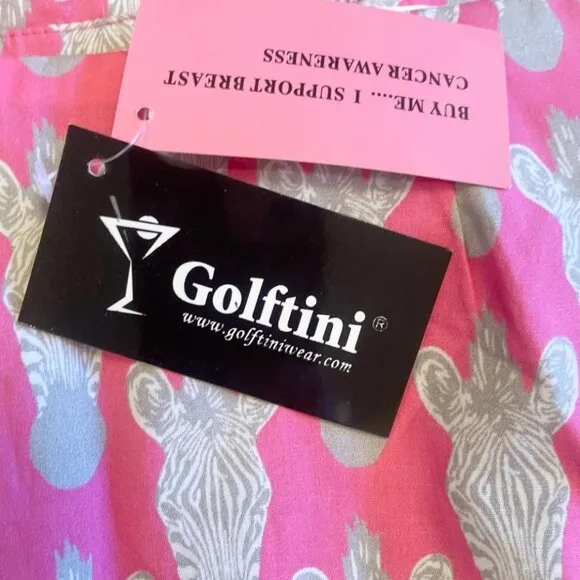 BUY ME.... I SUPPORT BREAST
CANCER AWARENESS
Golftini®
www.golftiniwear.com